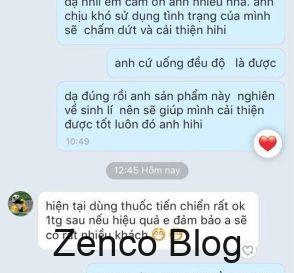 dạ nhìi em cảm ơn anh nhiều nha. anh
chịu khó sử dụng tình trạng của mình
sẽ chấm dứt và cải thiện hihi
anh cứ uống đều độ là được
dạ đúng rồi anh sản phẩm này nghiên
về sinh lí nên sẽ giúp mình cải thiện
được tốt luôn đó anh hihi
10:49
12:45 Hôm nay
hiện tại dùng thuốc tiến chiển rất ok
1tg sau nếu hiệu quả e đảm bảo a sẽ
có rất nhiều khách
Zenco Blog